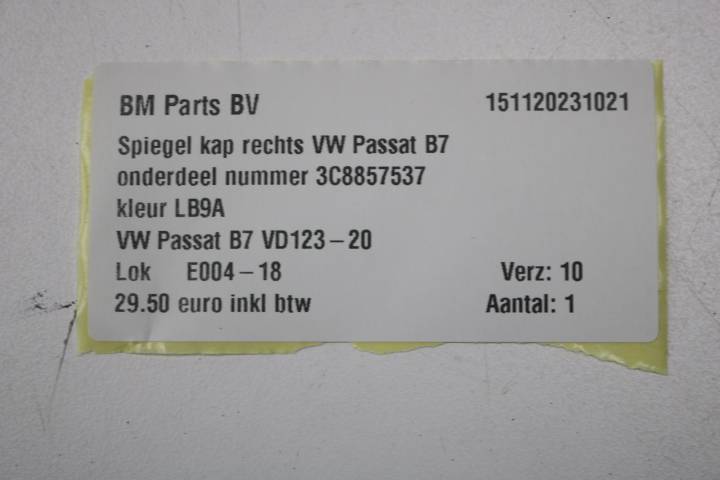 BM Parts BV 151120231021
Spiegel kap rechts VW Passat B7
onderdeel nummer 3C8857537
kleur LB9A
VW Passat B7 VD123-20
Lok E004-18 Verz: 10
29.50 euro inkl btw Aantal: 1